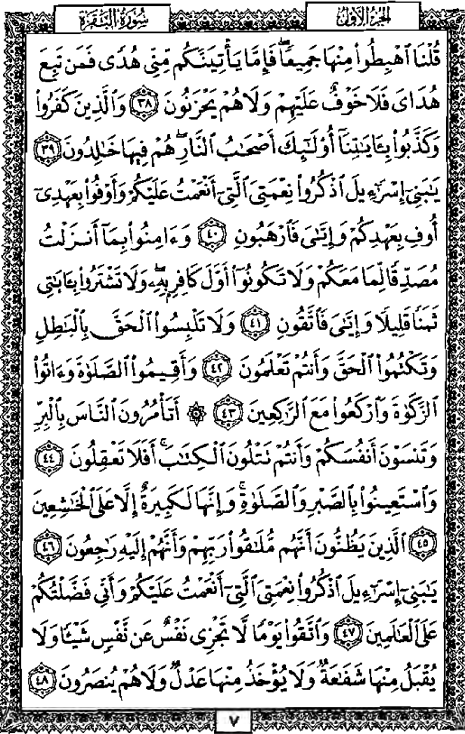 الجزء الأول
سورة البقرة
قُلْنَا ٱهْبِطُوا۟ مِنْهَا جَمِيعًا ۖ فَإِمَّا يَأْتِيَنَّكُم مِّنِّى هُدًى فَمَن تَبِعَ
هُدَاىَ فَلَا خَوْفٌ عَلَيْهِمْ وَلَا هُمْ يَحْزَنُونَ ٣٨ وَٱلَّذِينَ كَفَرُوا۟
وَكَذَّبُوا۟ بِـَٔايَـٰتِنَآ أُو۟لَـٰٓئِكَ أَصْحَـٰبُ ٱلنَّارِ ۖ هُمْ فِيهَا خَـٰلِدُونَ ٣٩
يَـٰبَنِىٓ إِسْرَٰٓءِيلَ ٱذْكُرُوا۟ نِعْمَتِىَ ٱلَّتِىٓ أَنْعَمْتُ عَلَيْكُمْ وَأَوْفُوا۟ بِعَهْدِىٓ
أُوفِ بِعَهْدِكُمْ وَإِيَّـٰىَ فَٱرْهَبُونِ ٤٠ وَءَامِنُوا۟ بِمَآ أَنزَلْتُ
مُصَدِّقًا لِّمَا مَعَكُمْ وَلَا تَكُونُوٓا۟ أَوَّلَ كَافِرٍۭ بِهِۦ ۖ وَلَا تَشْتَرُوا۟ بِـَٔايَـٰتِى
ثَمَنًا قَلِيلًا وَإِيَّـٰىَ فَٱتَّقُونِ ٤١ وَلَا تَلْبِسُوا۟ ٱلْحَقَّ بِٱلْبَـٰطِلِ
وَتَكْتُمُوا۟ ٱلْحَقَّ وَأَنتُمْ تَعْلَمُونَ ٤٢ وَأَقِيمُوا۟ ٱلصَّلَوٰةَ وَءَاتُوا۟
ٱلزَّكَوٰةَ وَٱرْكَعُوا۟ مَعَ ٱلرَّٰكِعِينَ ٤٣ ۞ أَتَأْمُرُونَ ٱلنَّاسَ بِٱلْبِرِّ
وَتَنسَوْنَ أَنفُسَكُمْ وَأَنتُمْ تَتْلُونَ ٱلْكِتَـٰبَ ۚ أَفَلَا تَعْقِلُونَ ٤٤
وَٱسْتَعِينُوا۟ بِٱلصَّبْرِ وَٱلصَّلَوٰةِ ۚ وَإِنَّهَا لَكَبِيرَةٌ إِلَّا عَلَى ٱلْخَـٰشِعِينَ
٤٥ ٱلَّذِينَ يَظُنُّونَ أَنَّهُم مُّلَـٰقُوا۟ رَبِّهِمْ وَأَنَّهُمْ إِلَيْهِ رَٰجِعُونَ ٤٦
يَـٰبَنِىٓ إِسْرَٰٓءِيلَ ٱذْكُرُوا۟ نِعْمَتِىَ ٱلَّتِىٓ أَنْعَمْتُ عَلَيْكُمْ وَأَنِّى فَضَّلْتُكُمْ
عَلَى ٱلْعَـٰلَمِينَ ٤٧ وَٱتَّقُوا۟ يَوْمًا لَّا تَجْزِى نَفْسٌ عَن نَّفْسٍ شَيْـًٔا وَلَا
يُقْبَلُ مِنْهَا شَفَـٰعَةٌ وَلَا يُؤْخَذُ مِنْهَا عَدْلٌ وَلَا هُمْ يُنصَرُونَ ٤٨
٧